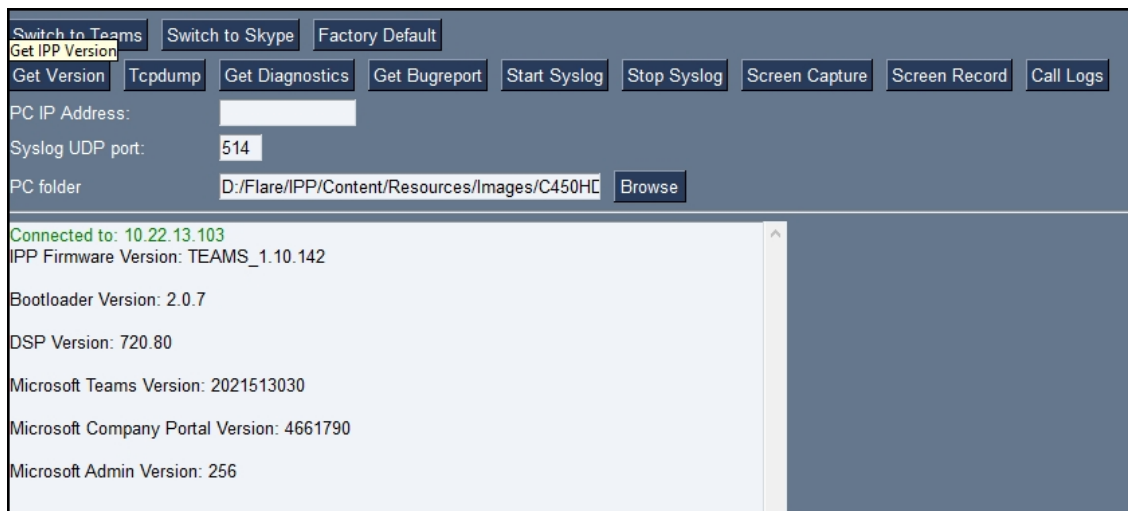 Switch to Teams Switch to Skype Factory Default
Get IPP Version
Get Version Tcpdump Get Diagnostics Get Bugreport Start Syslog Stop Syslog Screen Capture Screen Record Call Logs
PC IP Address:
Syslog UDP port: 514
PC folder D:/Flare/IPP/Content/Resources/Images/C450HD Browse
Connected to: 10.22.13.103
IPP Firmware Version: TEAMS_1.10.142
Bootloader Version: 2.0.7
DSP Version: 720.80
Microsoft Teams Version: 2021513030
Microsoft Company Portal Version: 4661790
Microsoft Admin Version: 256